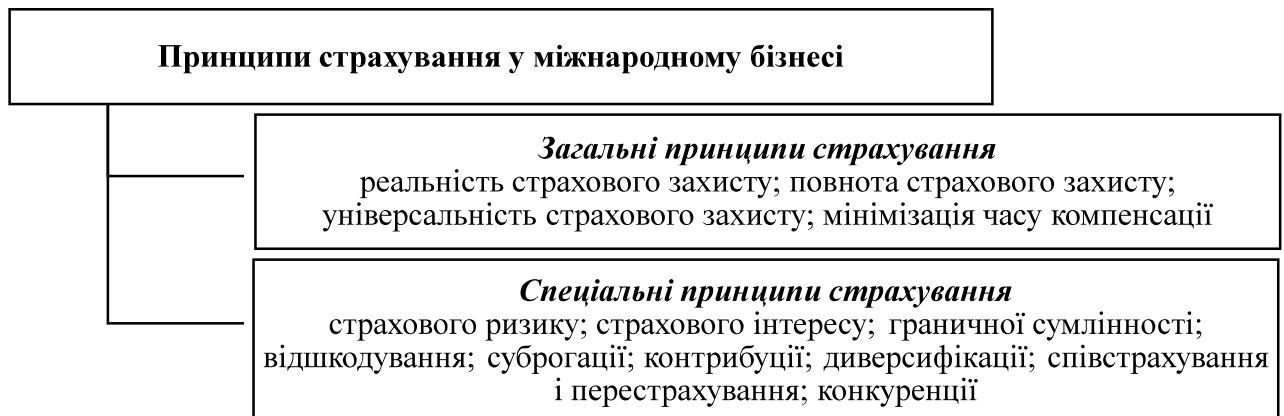 Принципи страхування у міжнародному бізнесі
Загальні принципи страхування
реальність страхового захисту; повнота страхового захисту;
універсальність страхового захисту; мінімізація часу компенсації
Спеціальні принципи страхування
страхового ризику; страхового інтересу; граничної сумлінності;
відшкодування; суброгації; контрибуції; диверсифікації; співстрахування
і перестрахування; конкуренції